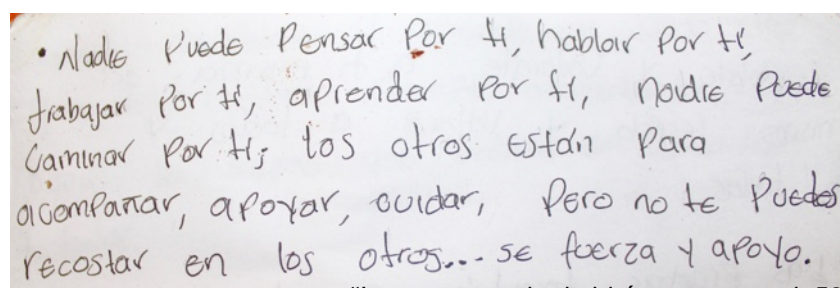 • Nadie Puede Pensar Por ti, hablar Por ti,
trabajar Por ti, aprender Por ti, nadie Puede
Caminar Por ti; los otros están Para
acompañar, apoyar, cuidar, Pero no te Puedes
recostar en los otros... se fuerza y apoyo.